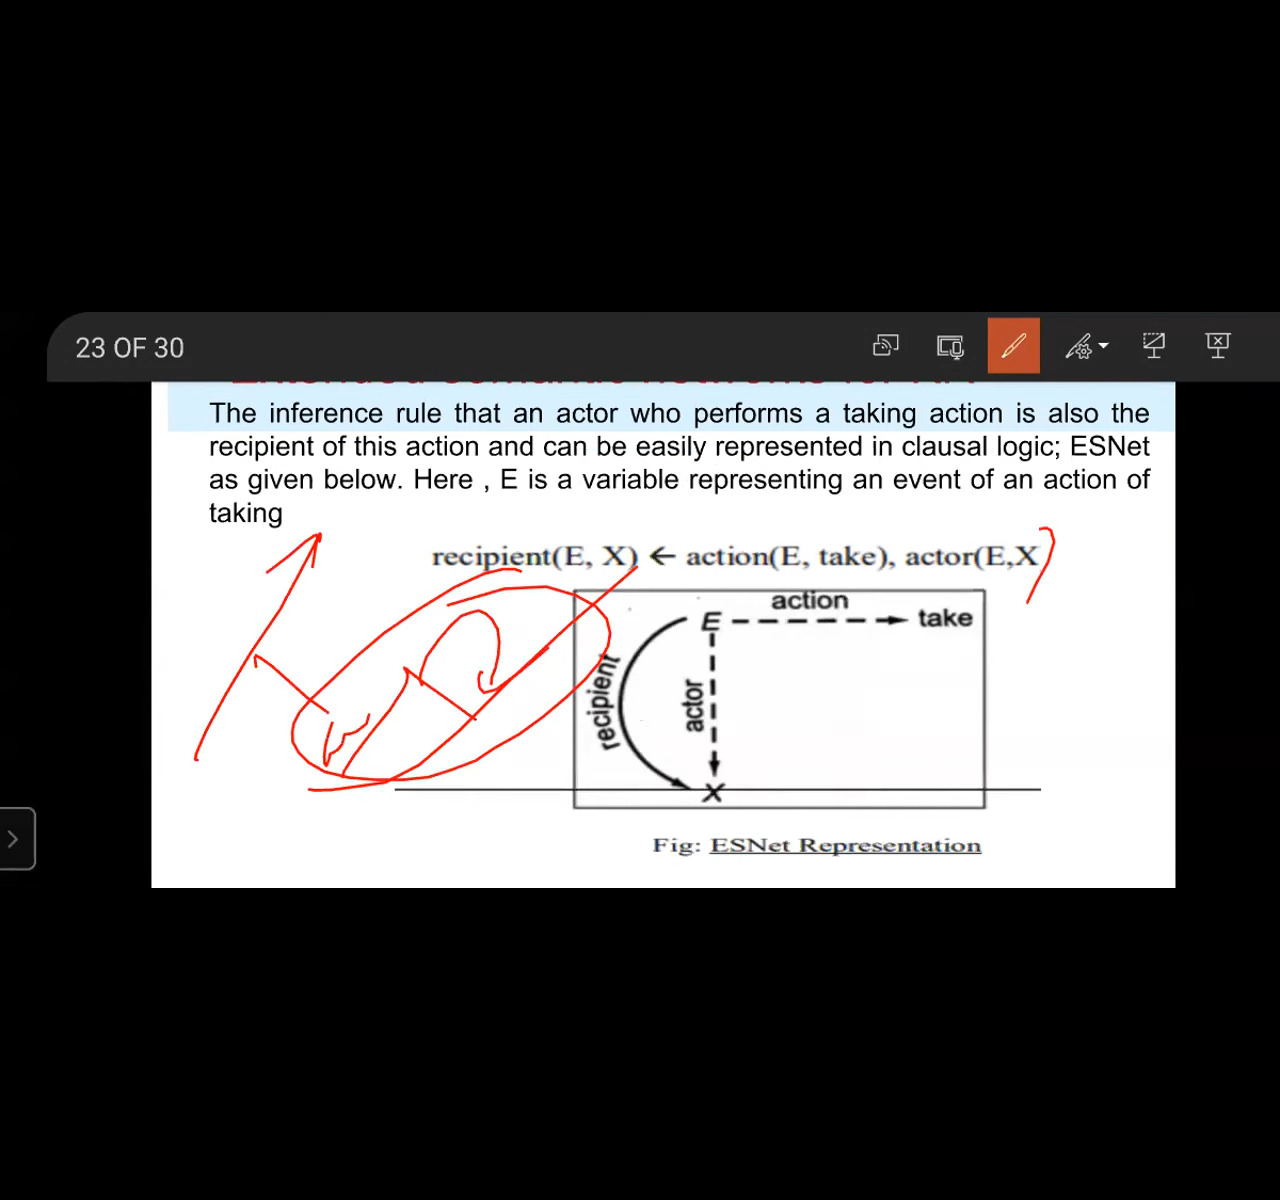 23 OF 30
The inference rule that an actor who performs a taking action is also the
recipient of this action and can be easily represented in clausal logic; ESNet
as given below. Here , E is a variable representing an event of an action of
taking
recipient(E, X) ← action(E, take), actor(E,X)
action
E take
recipient
actor
X
Fig: ESNet Representation